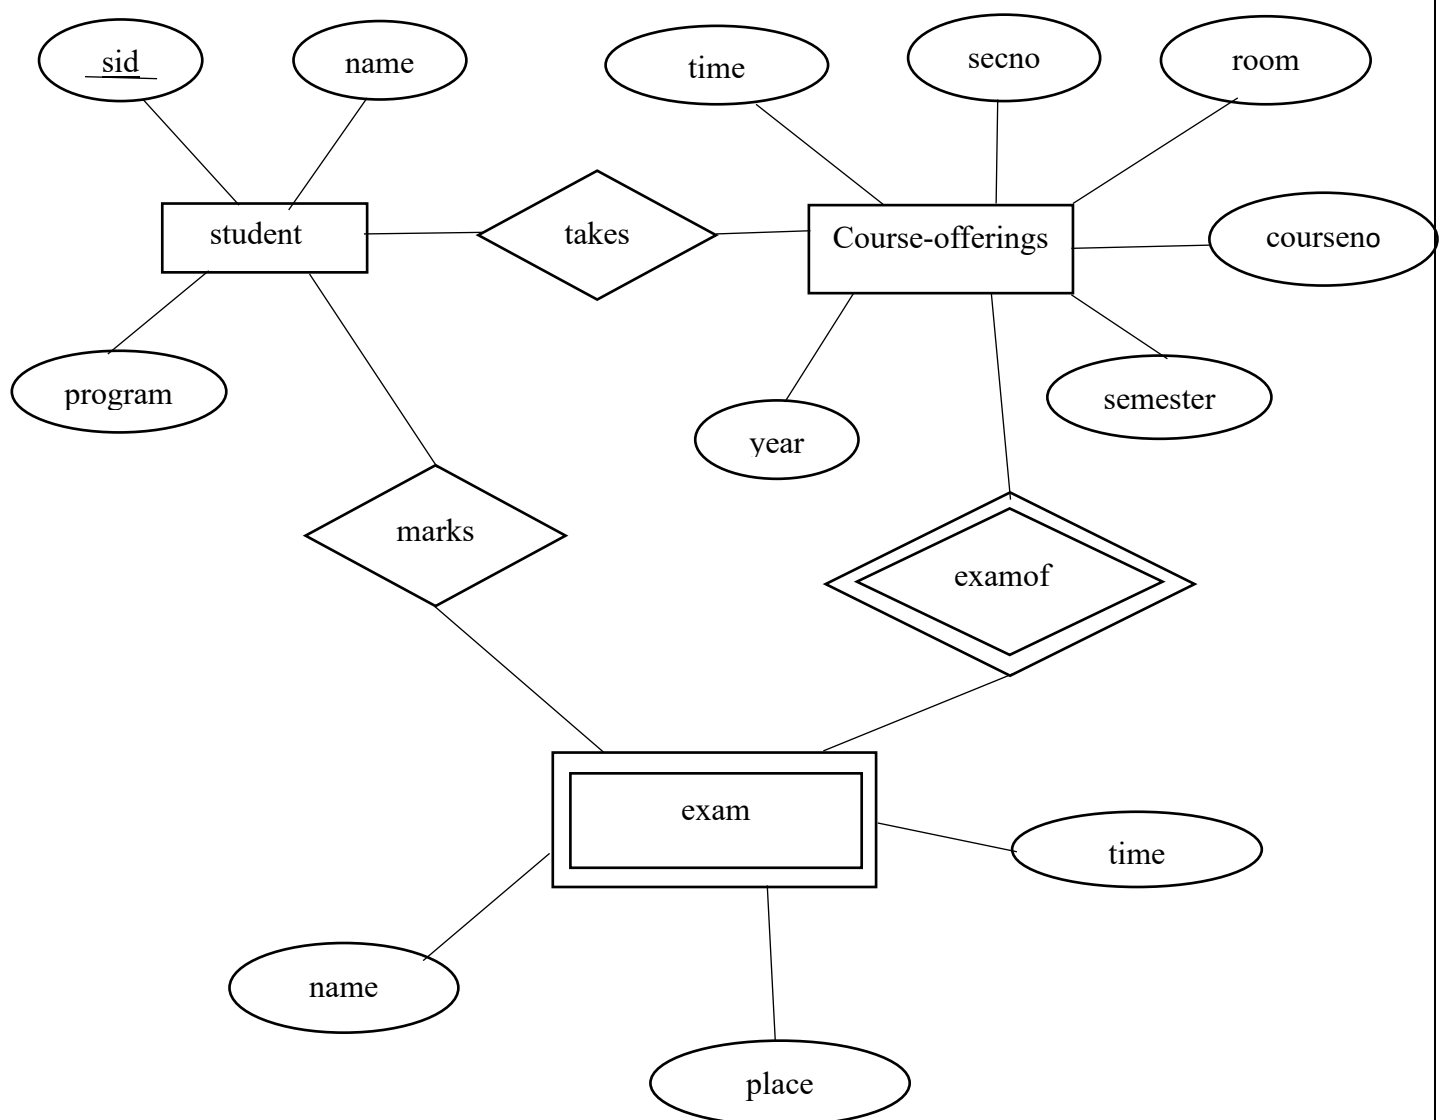 sid
name
time
secno
room
student
takes
Course-offerings
courseno
program
year
semester
marks
examof
exam
time
name
place